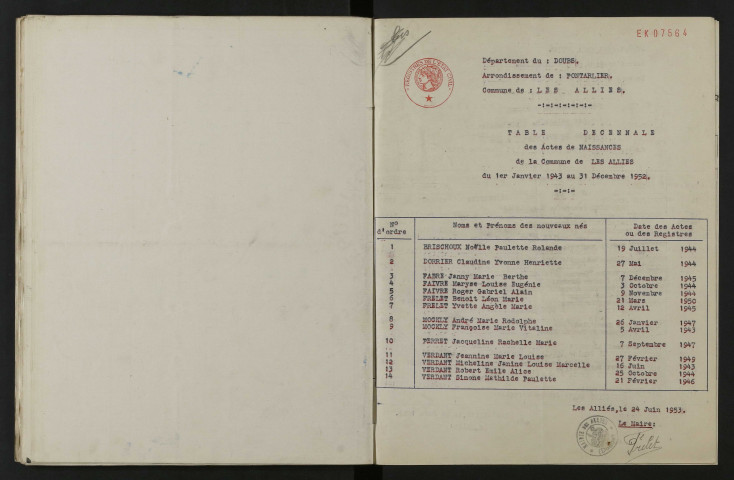 EK07564
Département du : DOUBS.
Arrondissement de : PONTARLIER.
Commune de : LES ALLIES.
-:-:-:-:-:-:-
TABLE DECENNALE
des Actes de NAISSANCES
de la Commune de LES ALLIES
du 1er Janvier 1943 au 31 Décembre 1952.
-:-:-
N° d'ordre Noms et Prénoms des nouveaux nés Date des Actes ou des Registres
1 BRISCHOUX Noëlle Paulette Rolande 19 Juillet 1944
2 DORNIER Claudine Yvonne Henriette 27 Mai 1944
3 FABRE Janny Marie Berthe 7 Décembre 1945
4 FAIVRE Maryse Louise Eugénie 3 Octobre 1944
5 FAIVRE Roger Gabriel Alain 9 Novembre 1944
6 FRELET Benoit Léon Marie 21 Mars 1950
7 FRELET Yvette Angèle Marie 12 Avril 1945
8 MOCKLY André Marie Rodolphe 26 Janvier 1947
9 MOCKLY Françoise Marie Vitaline 5 Avril 1943
10 PERRET Jacqueline Rachelle Marie 7 Septembre 1947
11 VERDANT Jeannine Marie Louise 27 Février 1949
12 VERDANT Micheline Janine Louise Marcelle 16 Juin 1943
13 VERDANT Robert Emile Alice 25 Octobre 1944
14 VERDANT Simone Mathilde Paulette 21 Février 1946
Les Alliés, le 24 Juin 1953.
Le Maire:
Frelet